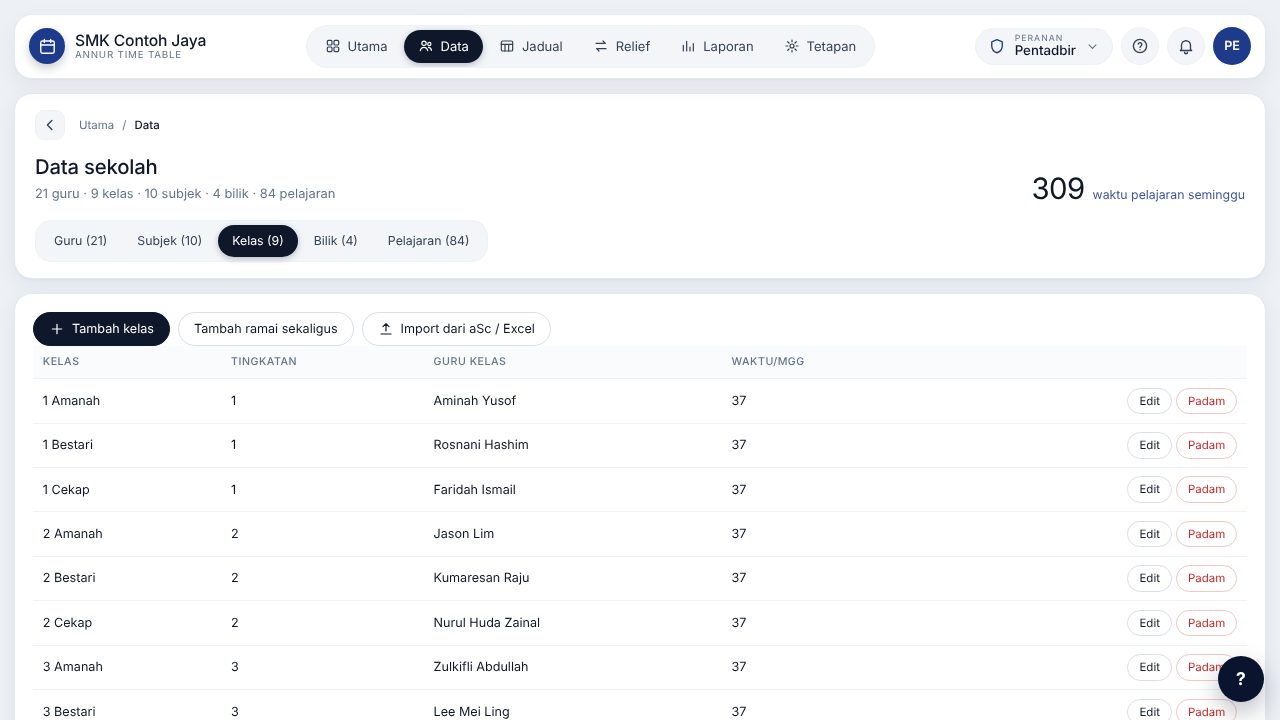 SMK Contoh Jaya
ANNUR TIME TABLE
Utama
Data
Jadual
Relief
Laporan
Tetapan
PERANAN
Pentadbir
PE
Utama / Data
Data sekolah
21 guru · 9 kelas · 10 subjek · 4 bilik · 84 pelajaran
309 waktu pelajaran seminggu
Guru (21)
Subjek (10)
Kelas (9)
Bilik (4)
Pelajaran (84)
Tambah kelas
Tambah ramai sekaligus
Import dari aSc / Excel
KELAS TINGKATAN GURU KELAS WAKTU/MGG
1 Amanah 1 Aminah Yusof 37 Edit Padam
1 Bestari 1 Rosnani Hashim 37 Edit Padam
1 Cekap 1 Faridah Ismail 37 Edit Padam
2 Amanah 2 Jason Lim 37 Edit Padam
2 Bestari 2 Kumaresan Raju 37 Edit Padam
2 Cekap 2 Nurul Huda Zainal 37 Edit Padam
3 Amanah 3 Zulkifli Abdullah 37 Edit Padam
?
3 Bestari 3 Lee Mei Ling 37 Edit Padam